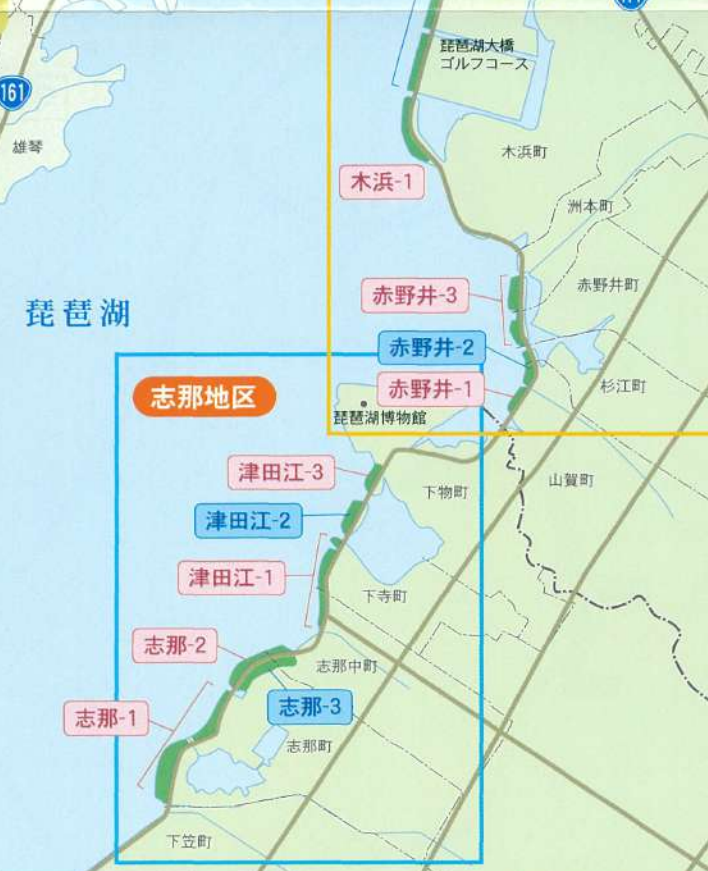 琵琶湖大橋
ゴルフコース
161
雄琴
木浜町
木浜-1
洲本町
赤野井町
赤野井-3
琵琶湖
赤野井-2
志那地区
赤野井-1
杉江町
琵琶湖博物館
津田江-3
山賀町
下物町
津田江-2
津田江-1
下寺町
志那-2
志那中町
志那-3
志那-1
志那町
下笠町